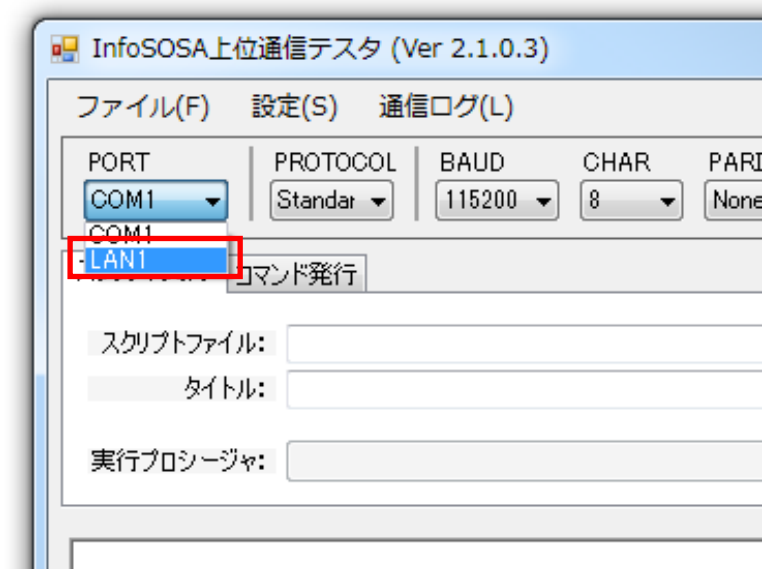 InfoSOSA上位通信テスタ (Ver 2.1.0.3)
ファイル(F) 設定(S) 通信ログ(L)
PORT PROTOCOL BAUD CHAR PARI
COM1 Standar 115200 8 None
COM1
LAN1
コマンド発行
スクリプトファイル:
タイトル:
実行プロシージャ: